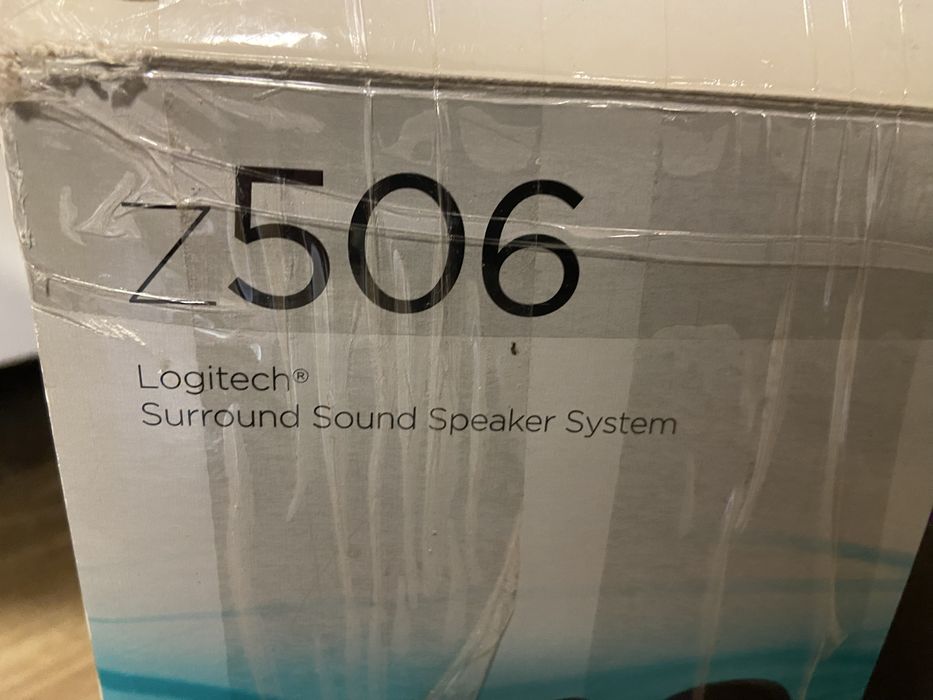 z506
Logitech®
Surround Sound Speaker System